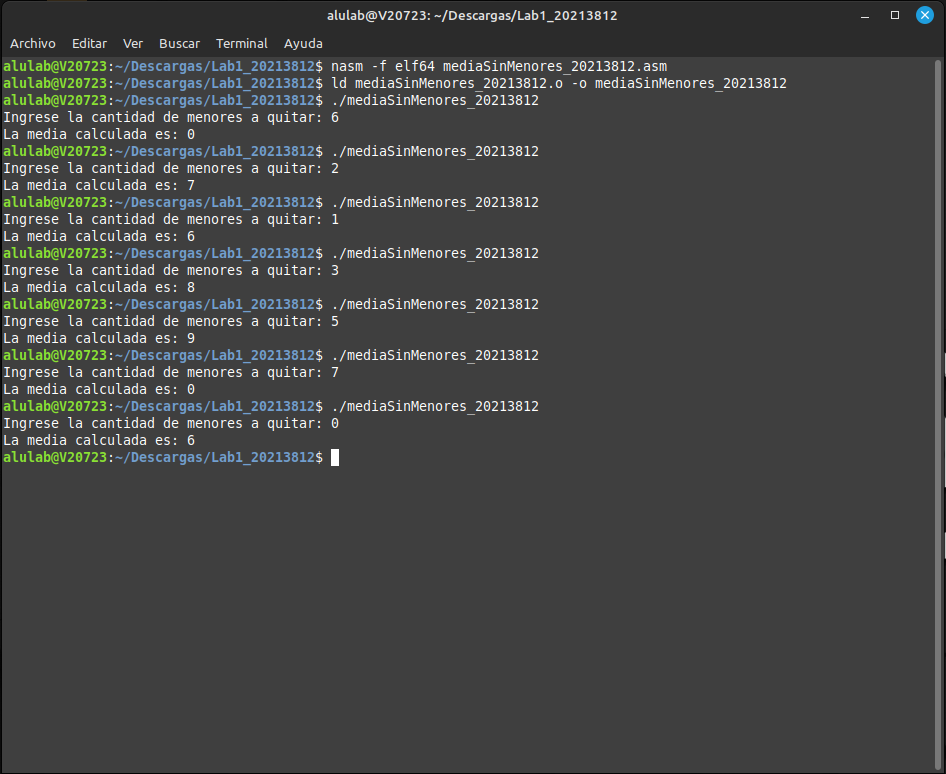 alulab@V20723: ~/Descargas/Lab1_20213812
Archivo Editar Ver Buscar Terminal Ayuda
alulab@V20723:~/Descargas/Lab1_20213812$ nasm -f elf64 mediaSinMenores_20213812.asm
alulab@V20723:~/Descargas/Lab1_20213812$ ld mediaSinMenores_20213812.o -o mediaSinMenores_20213812
alulab@V20723:~/Descargas/Lab1_20213812$ ./mediaSinMenores_20213812
Ingrese la cantidad de menores a quitar: 6
La media calculada es: 0
alulab@V20723:~/Descargas/Lab1_20213812$ ./mediaSinMenores_20213812
Ingrese la cantidad de menores a quitar: 2
La media calculada es: 7
alulab@V20723:~/Descargas/Lab1_20213812$ ./mediaSinMenores_20213812
Ingrese la cantidad de menores a quitar: 1
La media calculada es: 6
alulab@V20723:~/Descargas/Lab1_20213812$ ./mediaSinMenores_20213812
Ingrese la cantidad de menores a quitar: 3
La media calculada es: 8
alulab@V20723:~/Descargas/Lab1_20213812$ ./mediaSinMenores_20213812
Ingrese la cantidad de menores a quitar: 5
La media calculada es: 9
alulab@V20723:~/Descargas/Lab1_20213812$ ./mediaSinMenores_20213812
Ingrese la cantidad de menores a quitar: 7
La media calculada es: 0
alulab@V20723:~/Descargas/Lab1_20213812$ ./mediaSinMenores_20213812
Ingrese la cantidad de menores a quitar: 0
La media calculada es: 6
alulab@V20723:~/Descargas/Lab1_20213812$